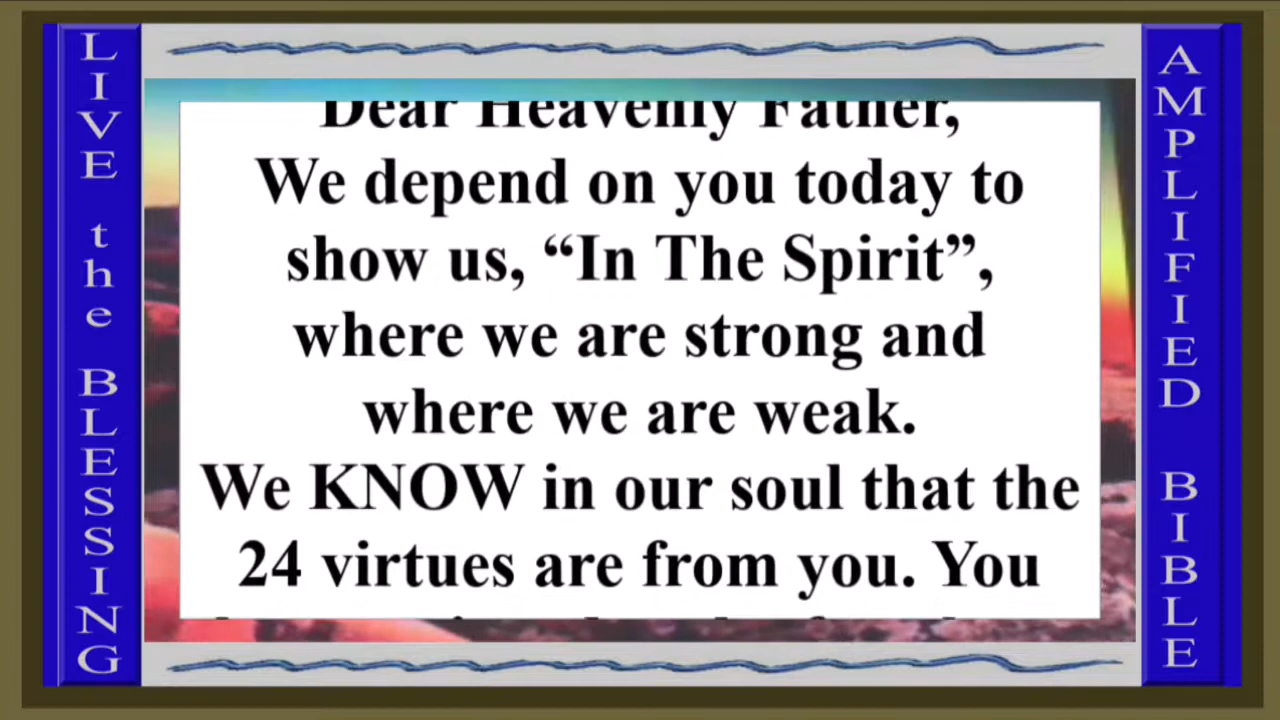 LIVE the BLESSING
Dear Heavenly Father,
We depend on you today to
show us, “In The Spirit”,
where we are strong and
where we are weak.
We KNOW in our soul that the
24 virtues are from you. You
AMPLIFIED BIBLE